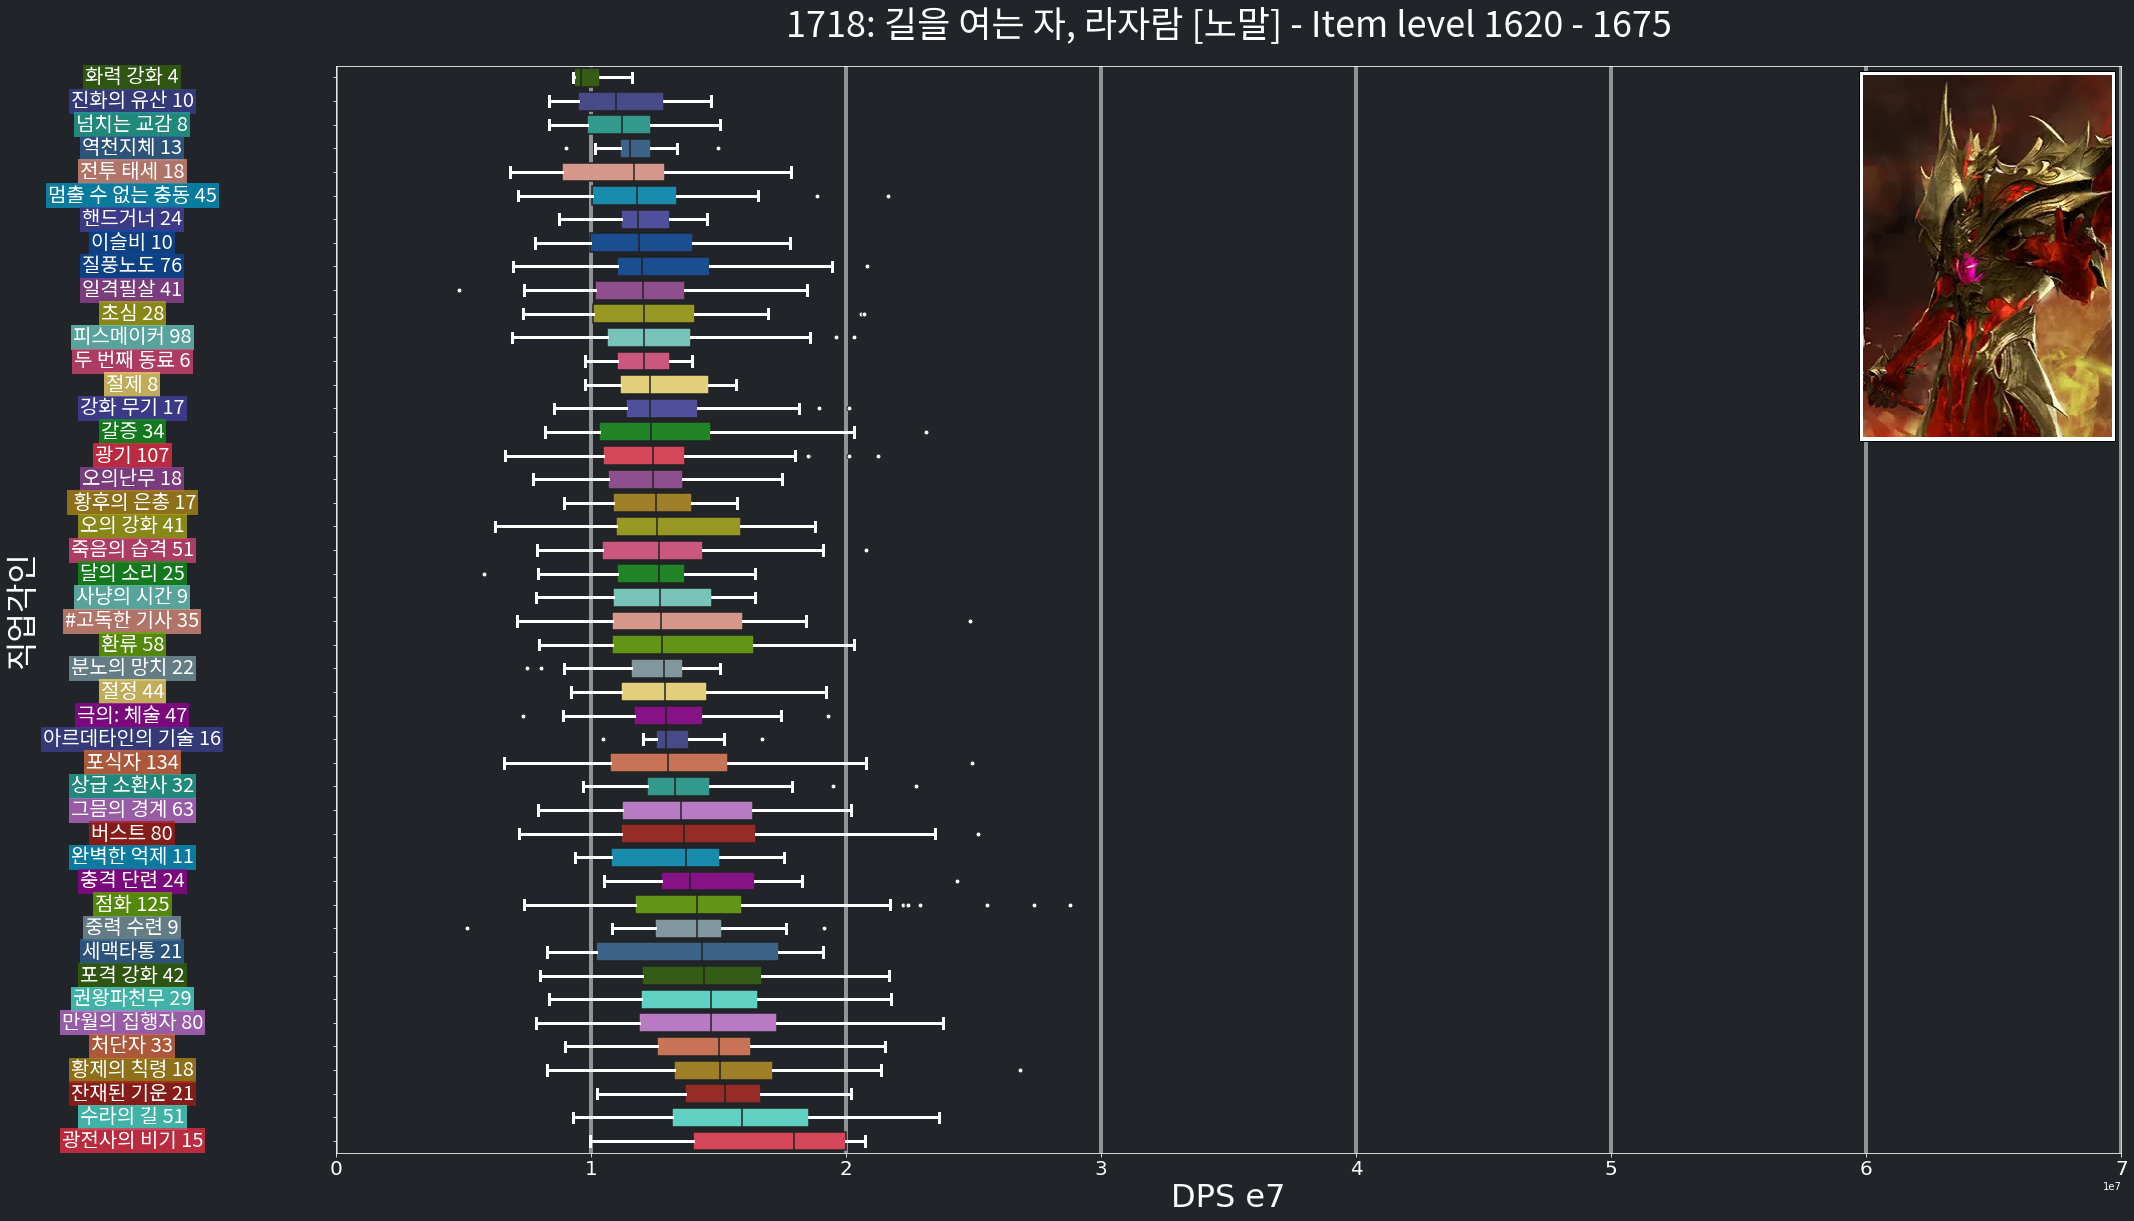 1718: 길을 여는 자, 라자람 [노말] - Item level 1620 - 1675
직업각인
화력 강화 4
진화의 유산 10
넘치는 교감 8
역천지체 13
전투 태세 18
멈출 수 없는 충동 45
핸드거너 24
이슬비 10
질풍노도 76
일격필살 41
초심 28
피스메이커 98
두 번째 동료 6
절제 8
강화 무기 17
갈증 34
광기 107
오의난무 18
황후의 은총 17
오의 강화 41
죽음의 습격 51
달의 소리 25
사냥의 시간 9
#고독한 기사 35
환류 58
분노의 망치 22
절정 44
극의: 체술 47
아르데타인의 기술 16
포식자 134
상급 소환사 32
그믐의 경계 63
버스트 80
완벽한 억제 11
충격 단련 24
점화 125
중력 수련 9
세맥타통 21
포격 강화 42
권왕파천무 29
만월의 집행자 80
처단자 33
황제의 칙령 18
잔재된 기운 21
수라의 길 51
광전사의 비기 15
0 1 2 3 4 5 6 7
1e7
DPS e7